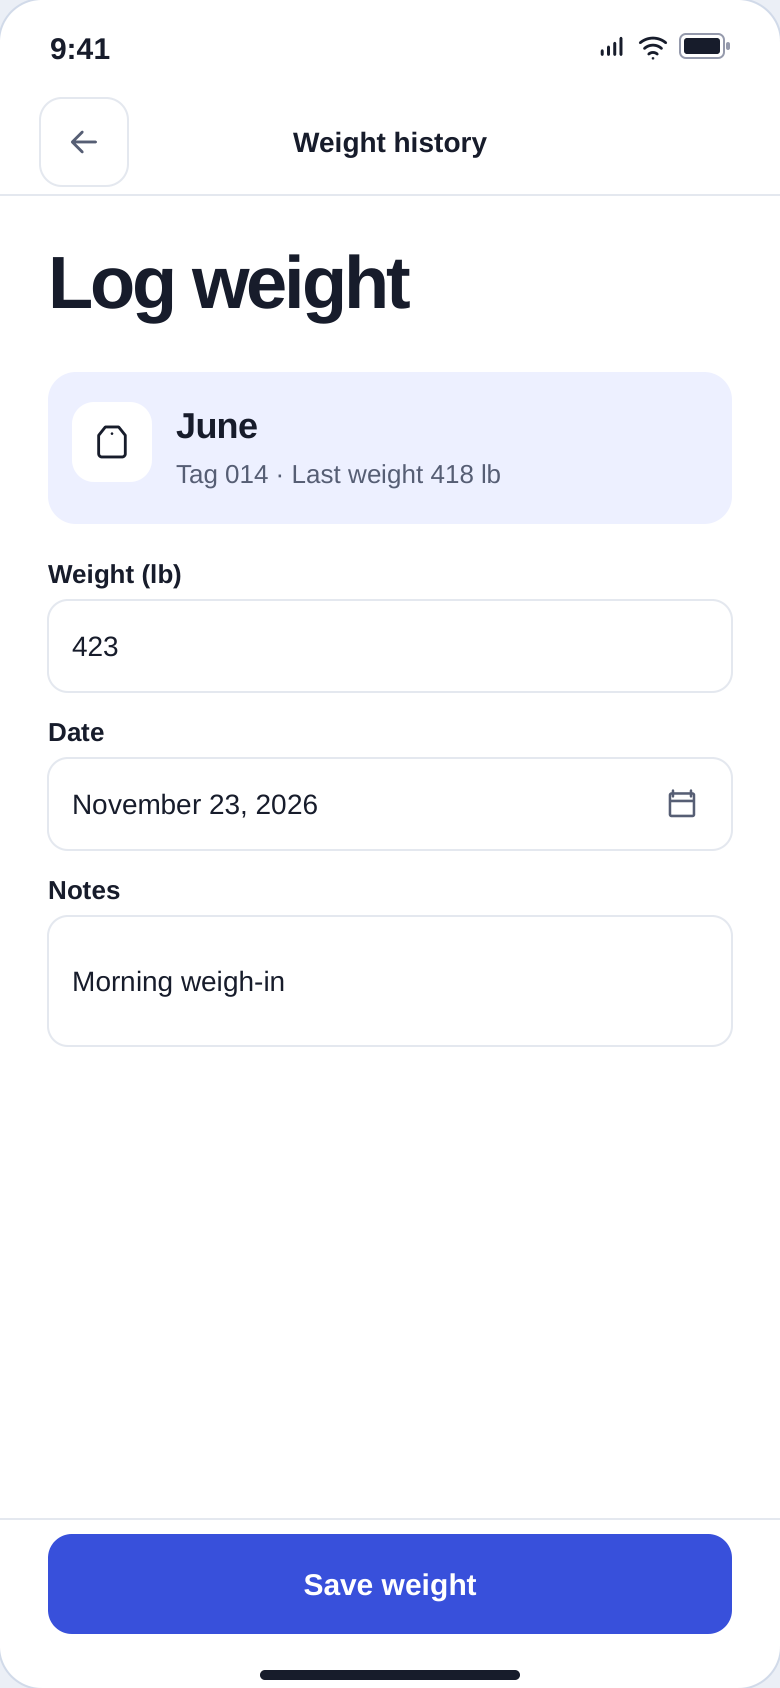 9:41
Weight history
Log weight
June
Tag 014 · Last weight 418 lb
Weight (lb)
423
Date
November 23, 2026
Notes
Morning weigh-in
Save weight